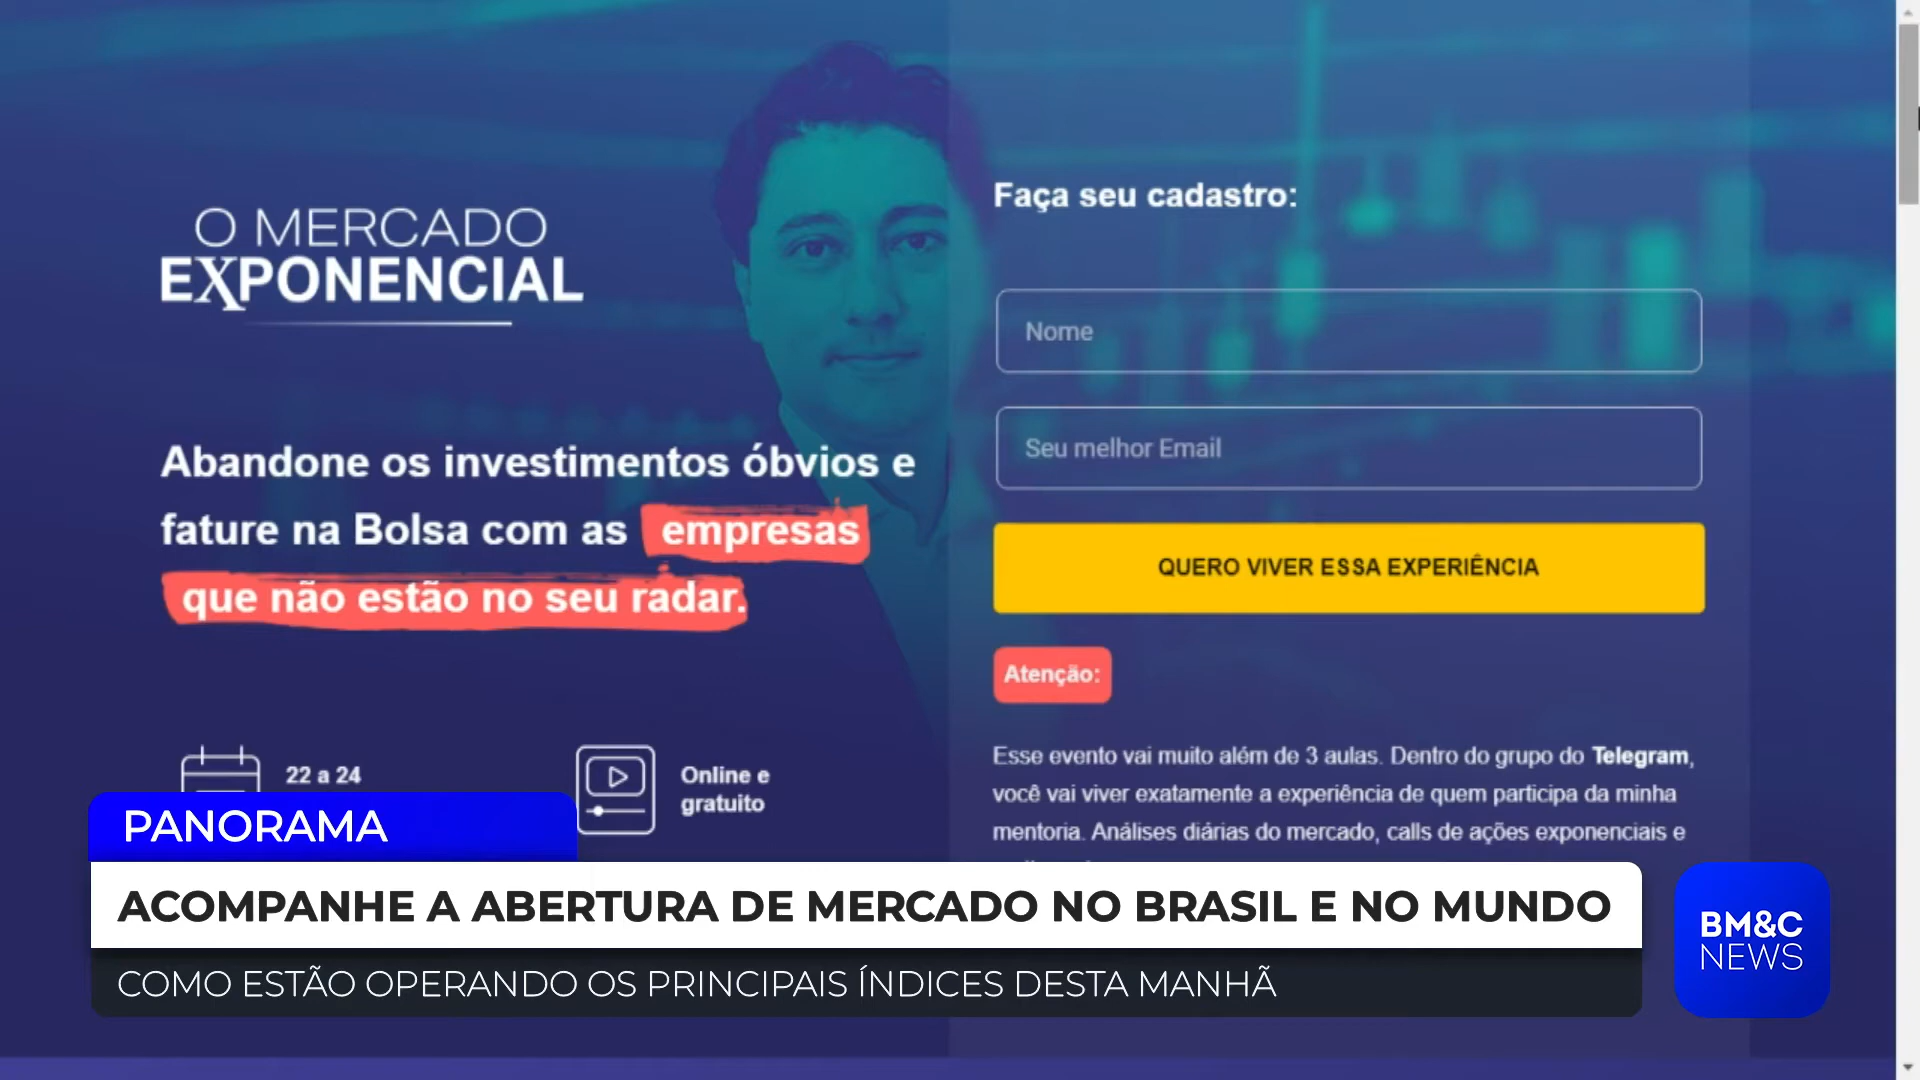 O MERCADO
EXPONENCIAL
Abandone os investimentos óbvios e
fature na Bolsa com as empresas
que não estão no seu radar.
22 a 24
Online e
gratuito
Faça seu cadastro:
Nome
Seu melhor Email
QUERO VIVER ESSA EXPERIÊNCIA
Atenção:
Esse evento vai muito além de 3 aulas. Dentro do grupo do Telegram,
você vai viver exatamente a experiência de quem participa da minha
mentoria. Análises diárias do mercado, calls de ações exponenciais e
PANORAMA
ACOMPANHE A ABERTURA DE MERCADO NO BRASIL E NO MUNDO
COMO ESTÃO OPERANDO OS PRINCIPAIS ÍNDICES DESTA MANHÃ
BM&C
NEWS